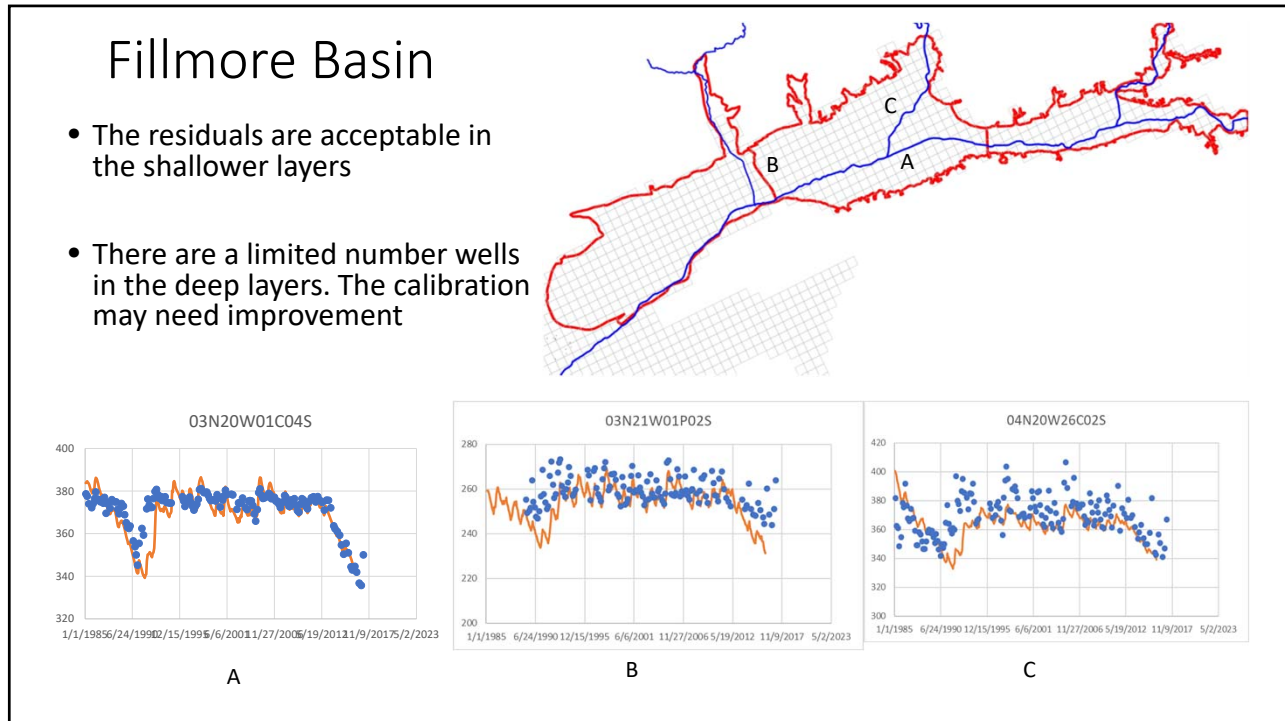 Fillmore Basin
• The residuals are acceptable in
the shallower layers
• There are a limited number wells
in the deep layers. The calibration
may need improvement
C
B
A
03N20W01C04S
400
380
360
340
320
1/1/1985 6/24/1990 12/15/1995 6/6/2001 11/27/2006 5/19/2012 11/9/2017 5/2/2023
A
03N21W01P02S
280
260
240
220
200
1/1/1985 6/24/1990 12/15/1995 6/6/2001 11/27/2006 5/19/2012 11/9/2017 5/2/2023
B
04N20W26C02S
420
400
380
360
340
320
300
1/1/1985 6/24/1990 12/15/1995 6/6/2001 11/27/2006 5/19/2012 11/9/2017 5/2/2023
C